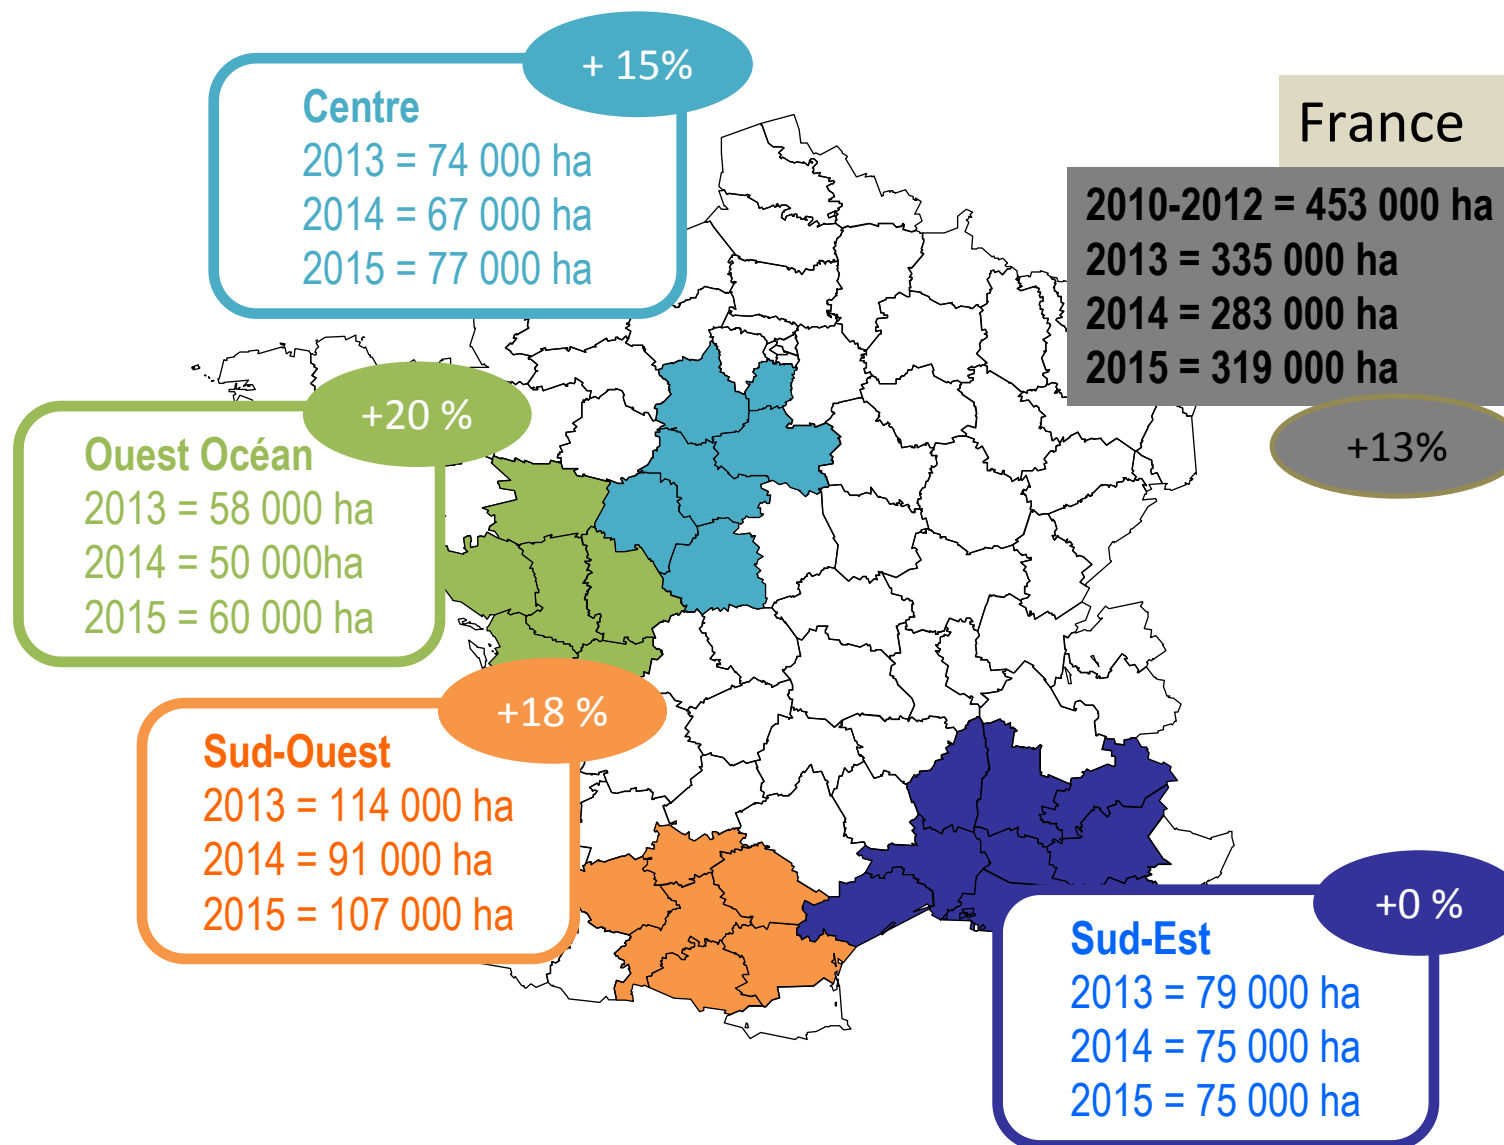 + 15%
Centre
2013 = 74 000 ha
2014 = 67 000 ha
2015 = 77 000 ha
France
2010-2012 = 453 000 ha
2013 = 335 000 ha
2014 = 283 000 ha
2015 = 319 000 ha
+13%
+20 %
Ouest Océan
2013 = 58 000 ha
2014 = 50 000ha
2015 = 60 000 ha
+18 %
Sud-Ouest
2013 = 114 000 ha
2014 = 91 000 ha
2015 = 107 000 ha
+0 %
Sud-Est
2013 = 79 000 ha
2014 = 75 000 ha
2015 = 75 000 ha